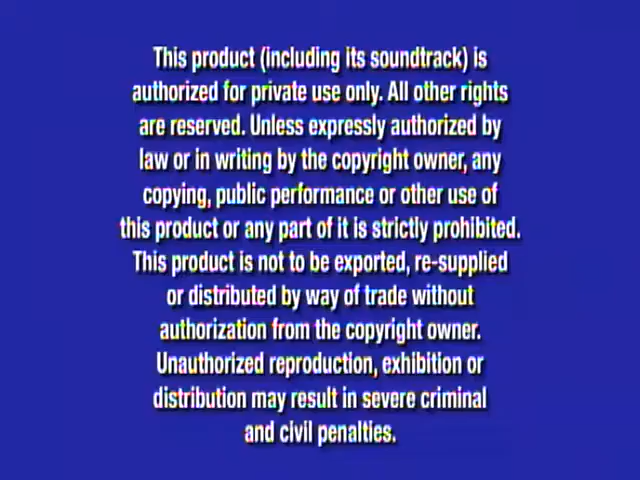 This product (including its soundtrack) is
authorized for private use only. All other rights
are reserved. Unless expressly authorized by
law or in writing by the copyright owner, any
copying, public performance or other use of
this product or any part of it is strictly prohibited.
This product is not to be exported, re-supplied
or distributed by way of trade without
authorization from the copyright owner.
Unauthorized reproduction, exhibition or
distribution may result in severe criminal
and civil penalties.